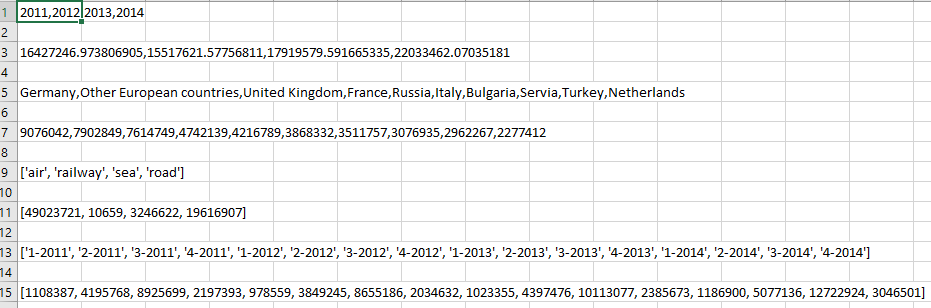 1 2011,2012,2013,2014
2
3 16427246.973806905,15517621.57756811,17919579.591665335,22033462.07035181
4
5 Germany,Other European countries,United Kingdom,France,Russia,Italy,Bulgaria,Servia,Turkey,Netherlands
6
7 9076042,7902849,7614749,4742139,4216789,3868332,3511757,3076935,2962267,2277412
8
9 ['air', 'railway', 'sea', 'road']
10
11 [49023721, 10659, 3246622, 19616907]
12
13 ['1-2011', '2-2011', '3-2011', '4-2011', '1-2012', '2-2012', '3-2012', '4-2012', '1-2013', '2-2013', '3-2013', '4-2013', '1-2014', '2-2014', '3-2014', '4-2014']
14
15 [1108387, 4195768, 8925699, 2197393, 978559, 3849245, 8655186, 2034632, 1023355, 4397476, 10113077, 2385673, 1186900, 5077136, 12722924, 3046501]